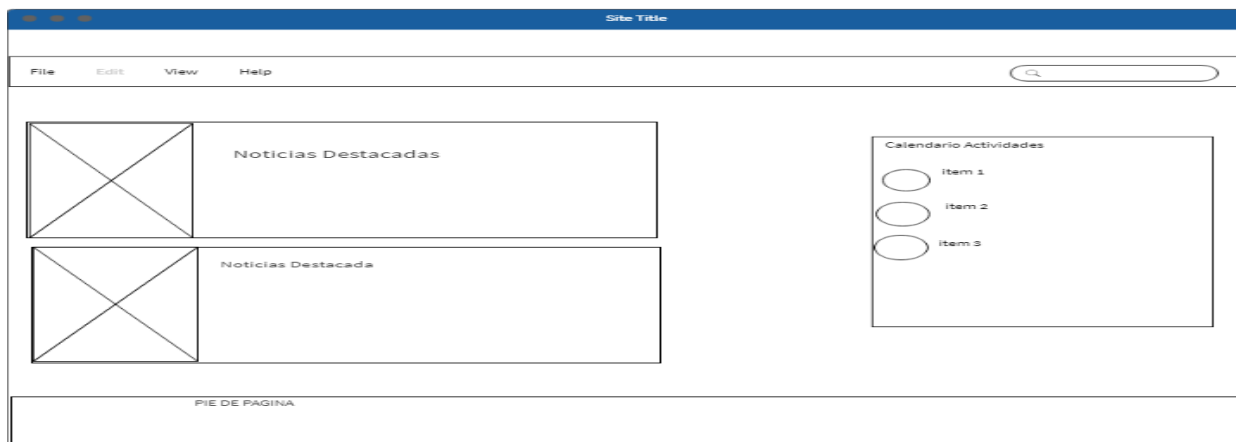 Site Title
File Edit View Help
Noticias Destacadas
Noticias Destacada
Calendario Actividades
item 1
item 2
item 3
PIE DE PAGINA